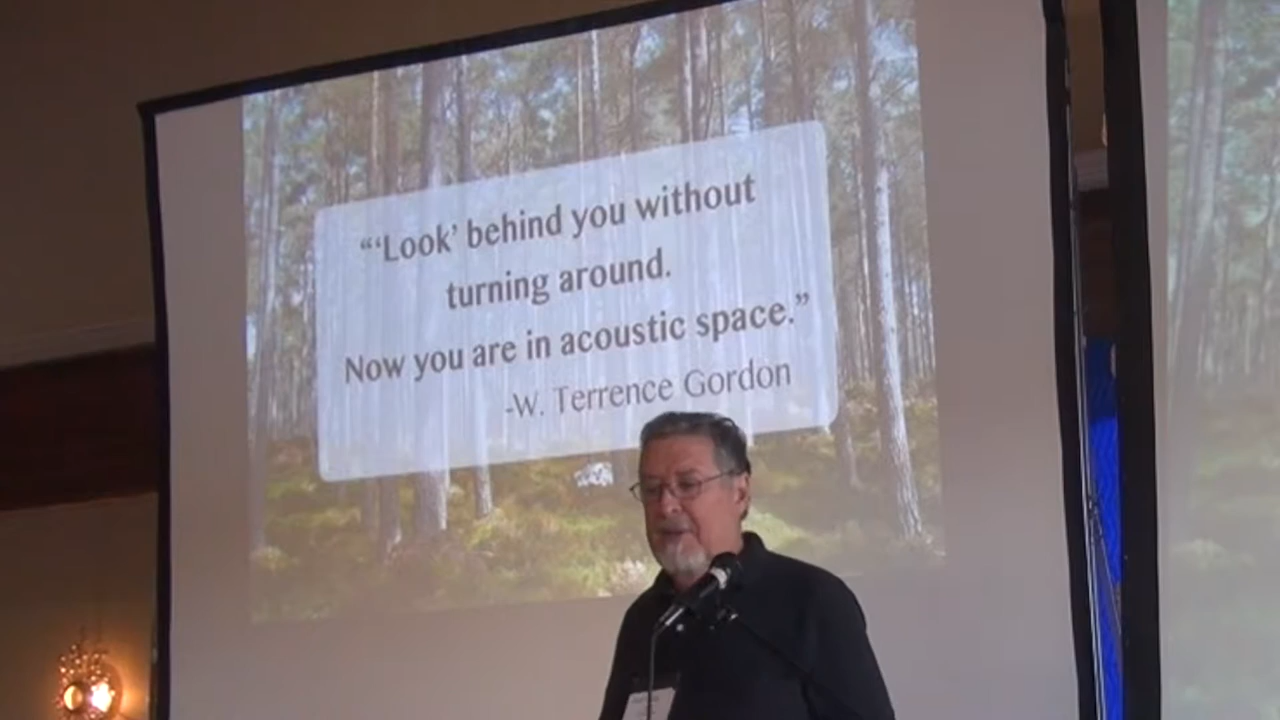 “‘Look’ behind you without
turning around.
Now you are in acoustic space.”
-W. Terrence Gordon